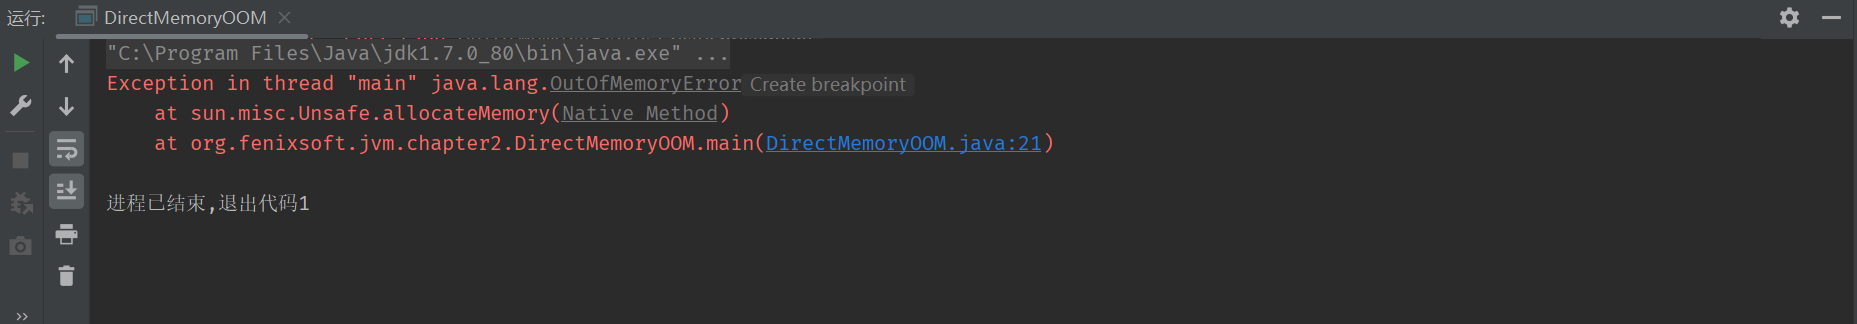 运行: DirectMemoryOOM
"C:\Program Files\Java\jdk1.7.0_80\bin\java.exe" ...
Exception in thread "main" java.lang.OutOfMemoryError Create breakpoint
    at sun.misc.Unsafe.allocateMemory(Native Method)
    at org.fenixsoft.jvm.chapter2.DirectMemoryOOM.main(DirectMemoryOOM.java:21)
进程已结束,退出代码1